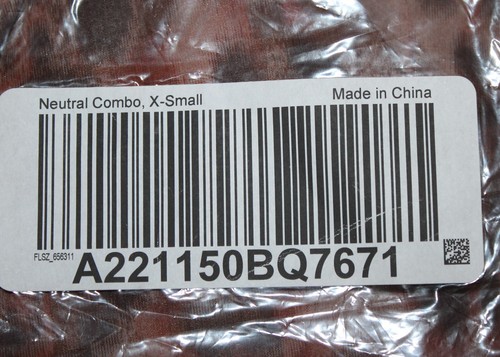 Neutral Combo, X-Small
Made in China
FLSZ_656311
A221150BQ7671